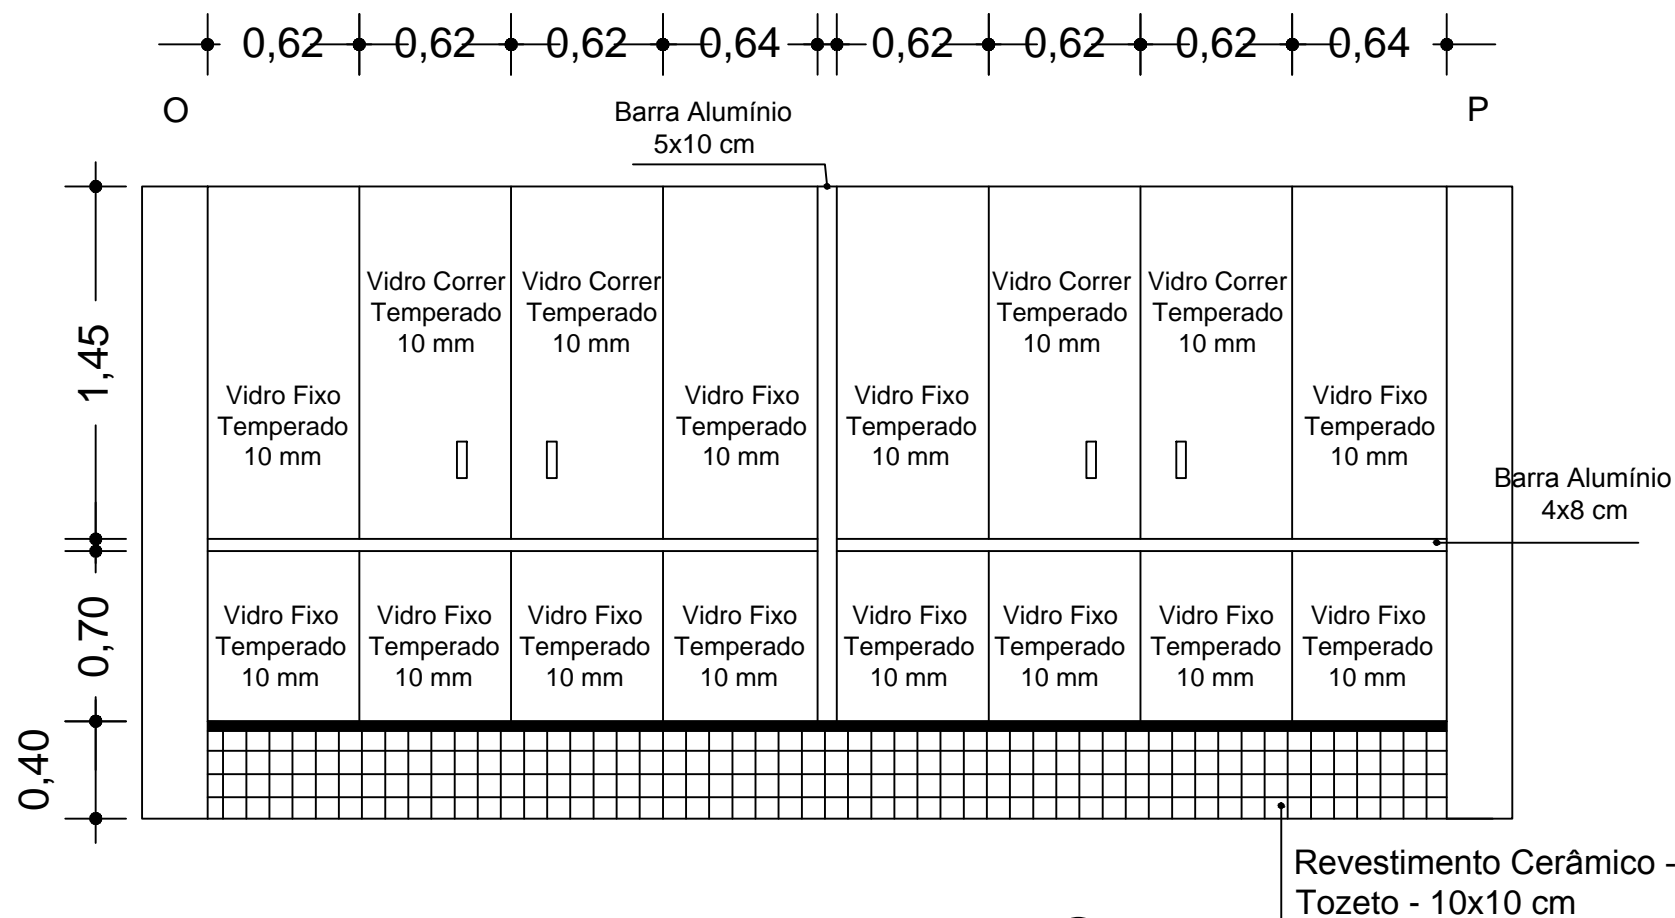 0,62 0,62 0,62 0,64 0,62 0,62 0,62 0,64
O
P
Barra Alumínio
5x10 cm
1,45
Vidro Fixo
Temperado
10 mm
Vidro Correr
Temperado
10 mm
Vidro Correr
Temperado
10 mm
Vidro Fixo
Temperado
10 mm
Vidro Fixo
Temperado
10 mm
Vidro Correr
Temperado
10 mm
Vidro Correr
Temperado
10 mm
Vidro Fixo
Temperado
10 mm
Barra Alumínio
4x8 cm
0,70
Vidro Fixo
Temperado
10 mm
Vidro Fixo
Temperado
10 mm
Vidro Fixo
Temperado
10 mm
Vidro Fixo
Temperado
10 mm
Vidro Fixo
Temperado
10 mm
Vidro Fixo
Temperado
10 mm
Vidro Fixo
Temperado
10 mm
Vidro Fixo
Temperado
10 mm
0,40
Revestimento Cerâmico -
Tozeto - 10x10 cm